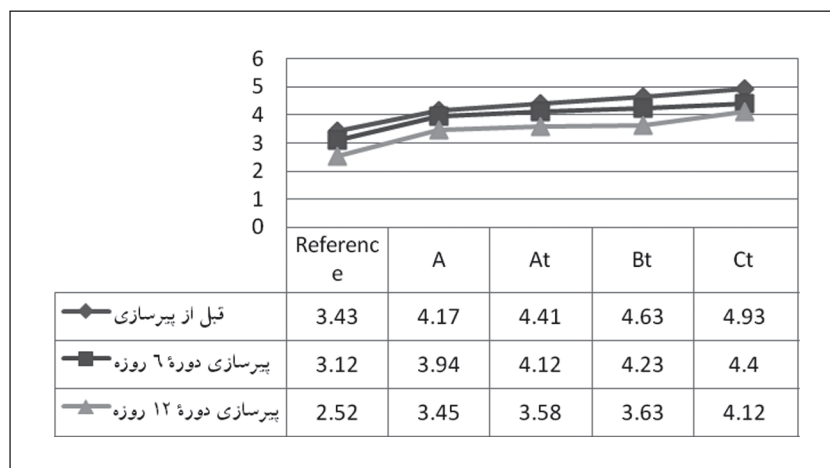 6
5
4
3
2
1
0
Referenc
e
A
At
Bt
Ct
قبل از پیرسازی 3.43 4.17 4.41 4.63 4.93
پیرسازی دورهٔ ٦ روزه 3.12 3.94 4.12 4.23 4.4
پیرسازی دورهٔ ١٢ روزه 2.52 3.45 3.58 3.63 4.12